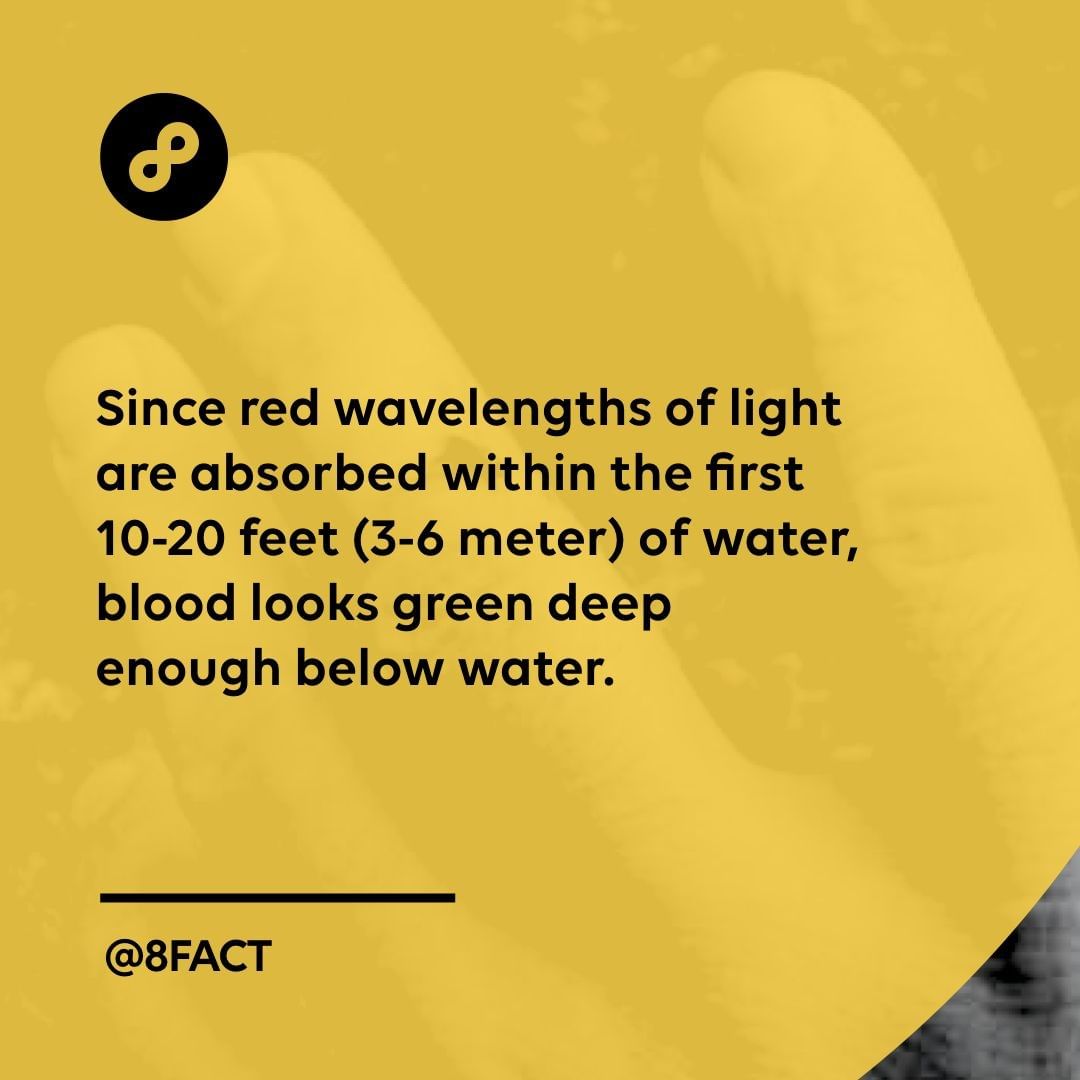 Since red wavelengths of light
are absorbed within the first
10-20 feet (3-6 meter) of water,
blood looks green deep
enough below water.
@8FACT